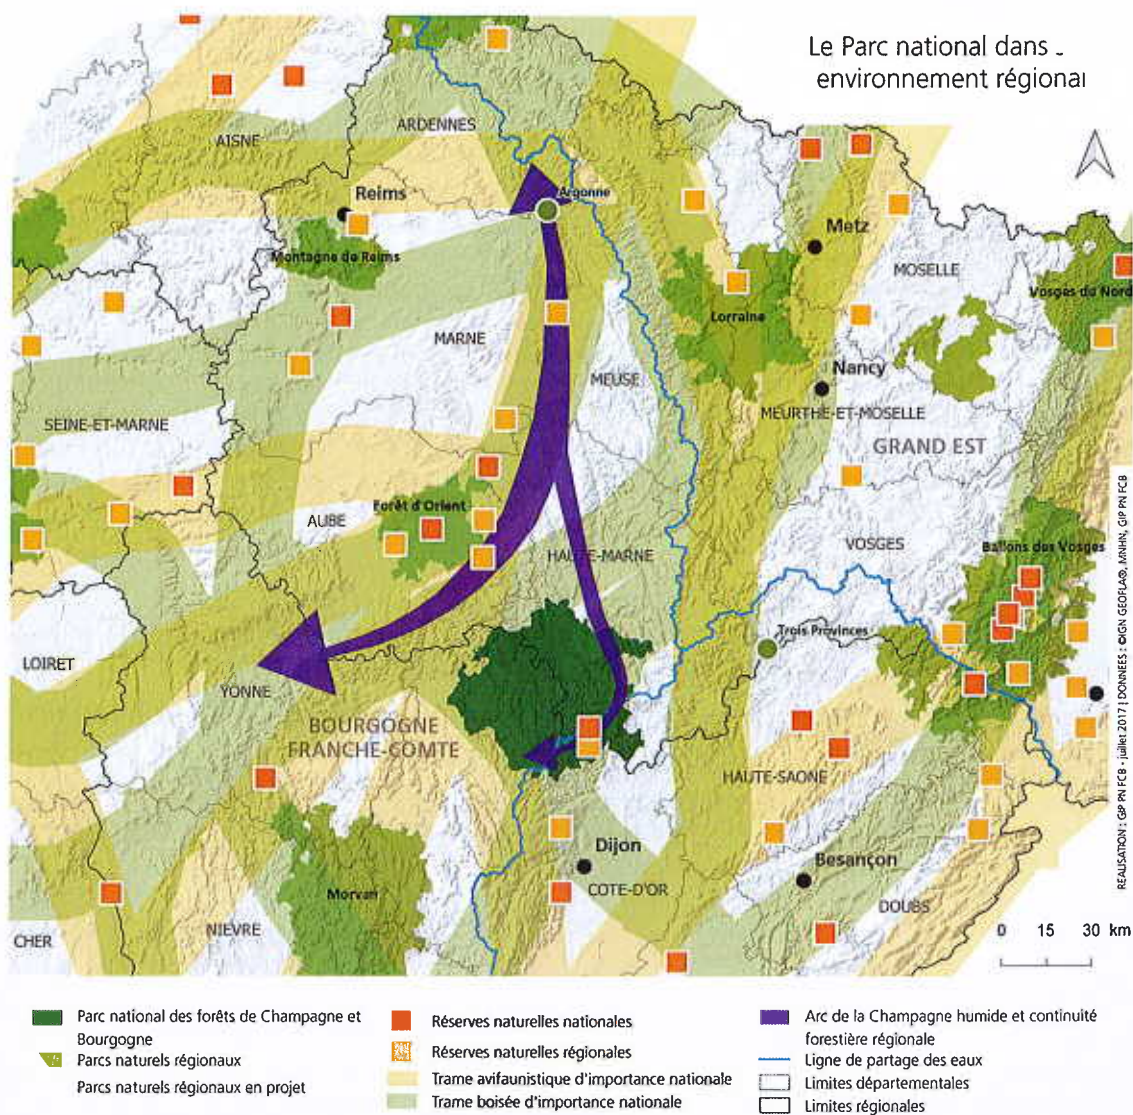 Le Parc national dans
environnement régional
ARDENNES
AISNE
Argonne
Reims
Metz
Montagne de Reims
MOSELLE
Vosges du Nord
Lorraine
MARNE
MEUSE
Nancy
SEINE-ET-MARNE
MEURTHE-ET-MOSELLE
GRAND EST
Forêt d'Orient
AUBE
HAUTE-MARNE
VOSGES
Ballons des Vosges
Trois Provinces
LOIRET
YONNE
BOURGOGNE
FRANCHE-COMTE
HAUTE-SAONE
Dijon
Besançon
Morvan
COTE-D'OR
DOUBS
NIEVRE
CHER
0 15 30 km
REALISATION : GIP PN FCB - juillet 2017 | DONNEES : ©IGN GEOFLA®, MNHN, GIP PN FCB
Parc national des forêts de Champagne et
Bourgogne
Parcs naturels régionaux
Parcs naturels régionaux en projet
Réserves naturelles nationales
Réserves naturelles régionales
Trame avifaunistique d'importance nationale
Trame boisée d'importance nationale
Arc de la Champagne humide et continuité
forestière régionale
Ligne de partage des eaux
Limites départementales
Limites régionales